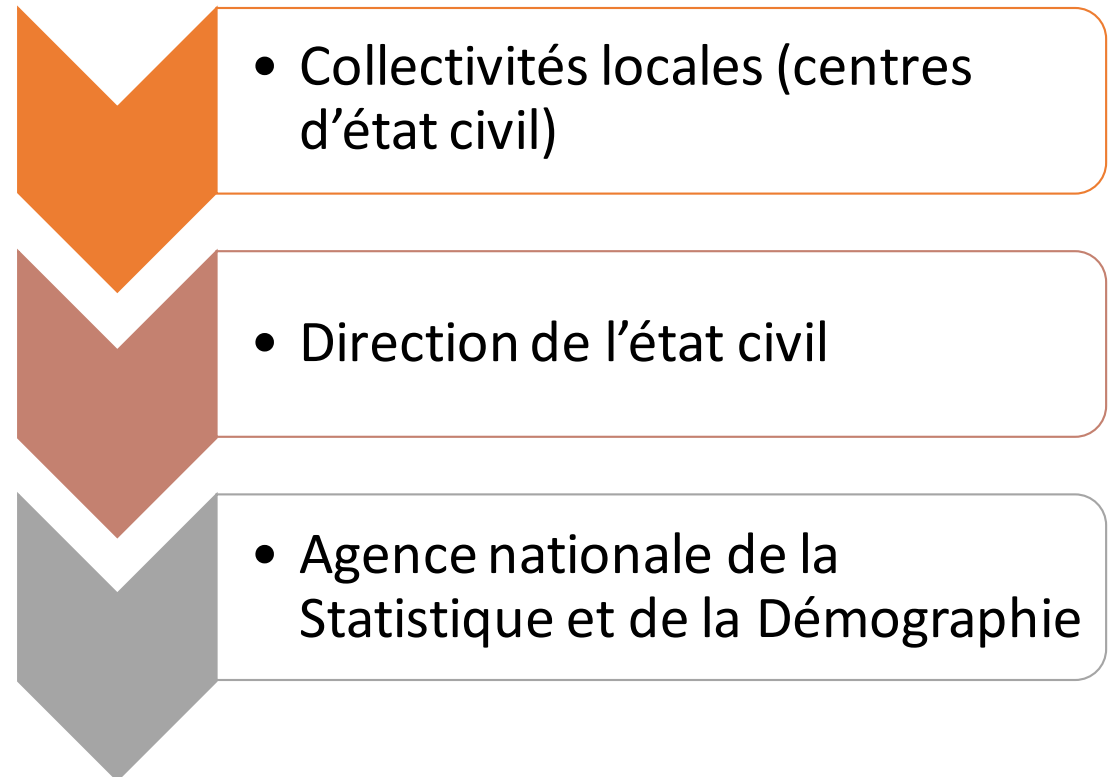 • Collectivités locales (centres
d’état civil)
• Direction de l’état civil
• Agence nationale de la
Statistique et de la Démographie